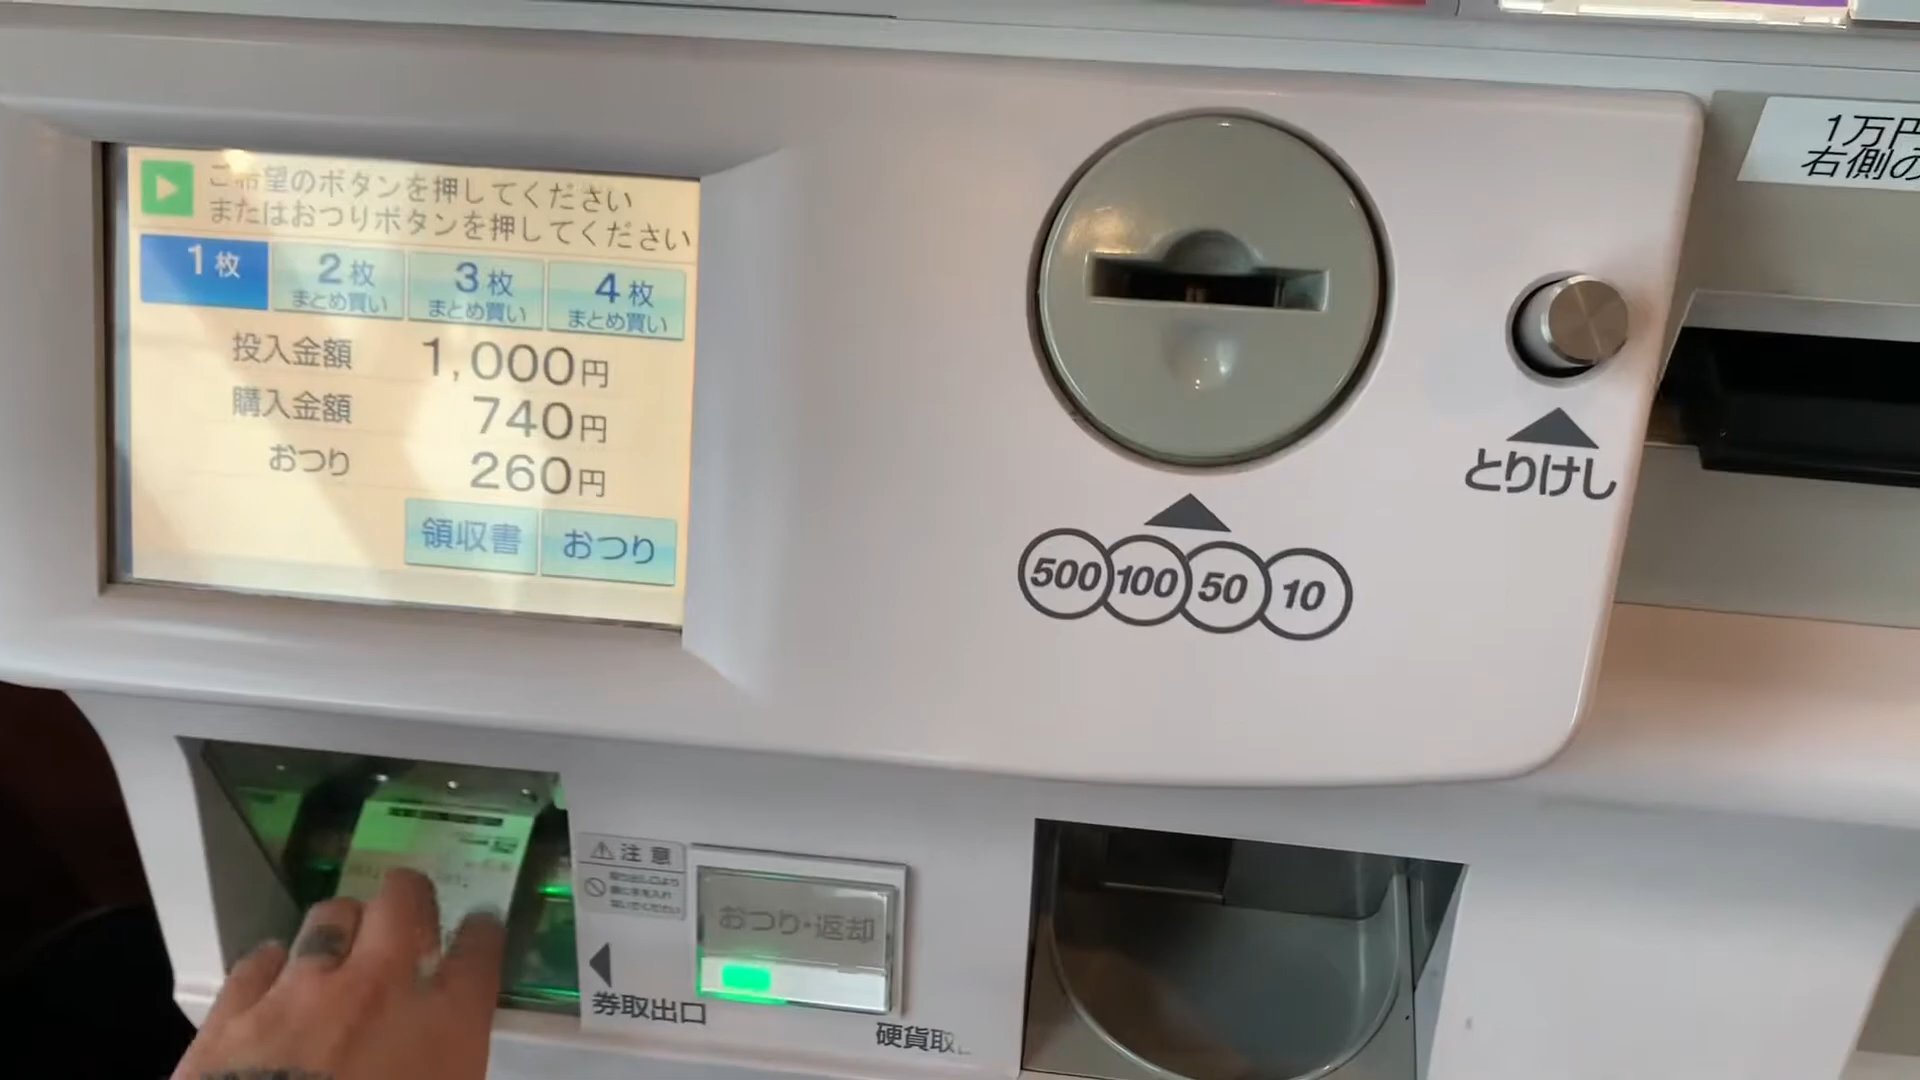 ご希望のボタンを押してください
またはおつりボタンを押してください
1枚
2枚
まとめ買い
3枚
まとめ買い
4枚
まとめ買い
投入金額 1,000円
購入金額 740円
おつり 260円
領収書
おつり
500 100 50 10
とりけし
1万円
右側の
注意
おつり・返却
券取出口
硬貨取